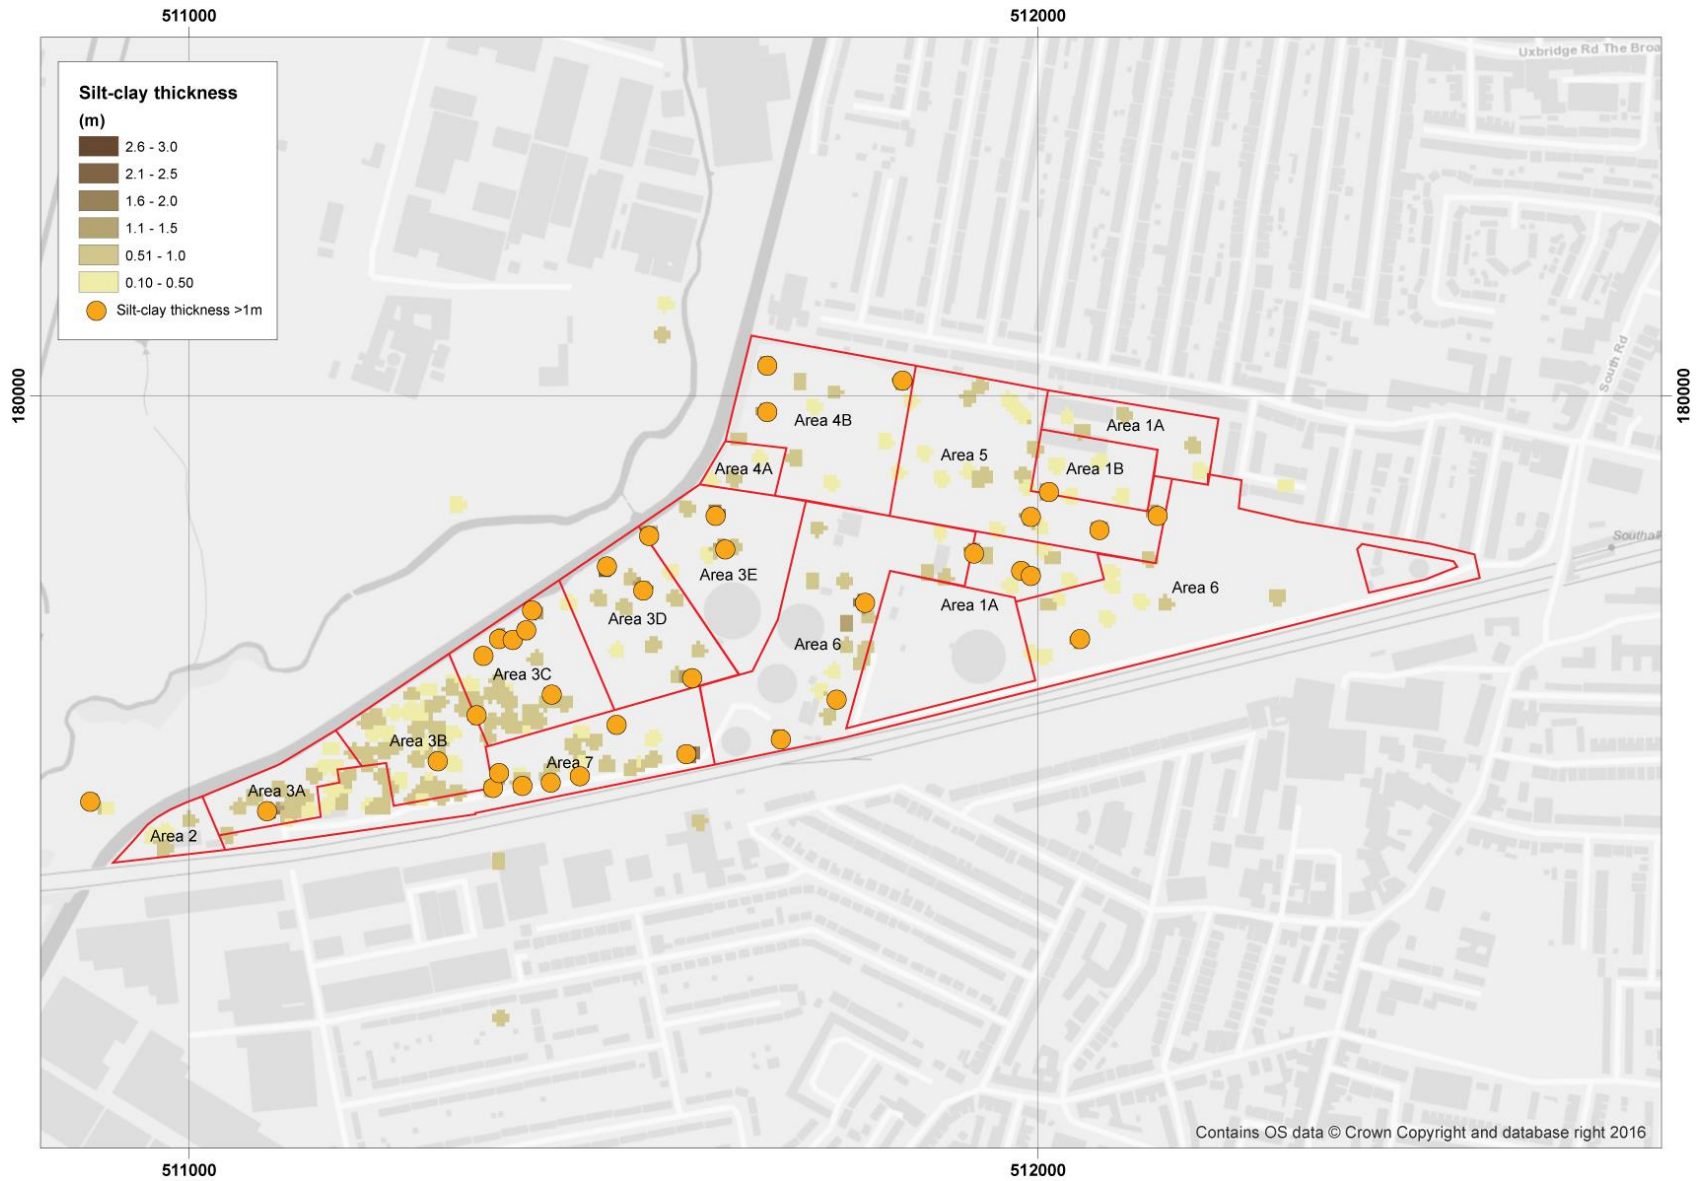 511000
512000
Uxbridge Rd The Broa
Silt-clay thickness
(m)
2.6 - 3.0
2.1 - 2.5
1.6 - 2.0
1.1 - 1.5
0.51 - 1.0
0.10 - 0.50
Silt-clay thickness >1m
South Rd
180000
180000
Area 4B
Area 1A
Area 5
Area 4A
Area 1B
Southall
Area 3E
Area 6
Area 1A
Area 3D
Area 6
Area 3C
Area 3B
Area 7
Area 3A
Area 2
Contains OS data © Crown Copyright and database right 2016
511000
512000